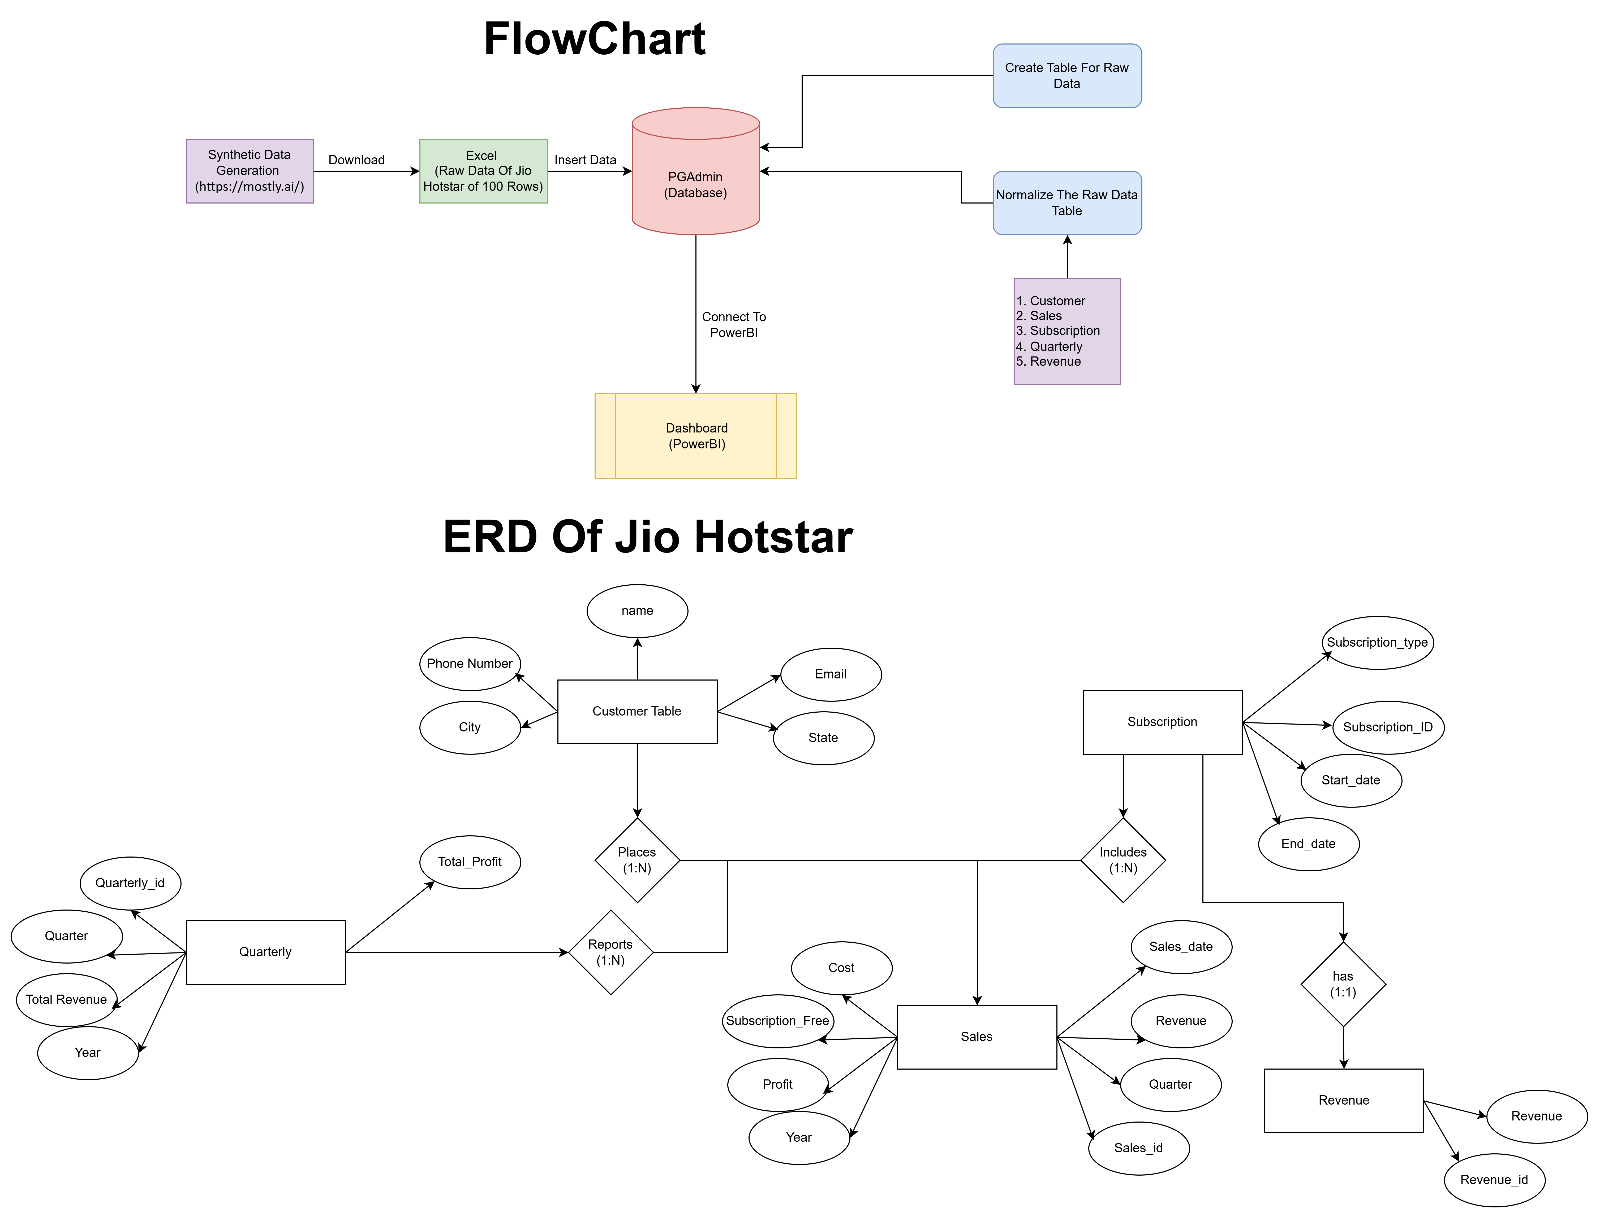 FlowChart
Create Table For Raw
Data
Synthetic Data
Generation
(https://mostly.ai/)
Download
Excel
(Raw Data Of Jio
Hotstar of 100 Rows)
Insert Data
PGAdmin
(Database)
Normalize The Raw Data
Table
1. Customer
2. Sales
3. Subscription
4. Quarterly
5. Revenue
Connect To
PowerBI
Dashboard
(PowerBI)
ERD Of Jio Hotstar
name
Phone Number
Email
City
Customer Table
State
Subscription_type
Subscription
Subscription_ID
Start_date
End_date
Places
(1:N)
Includes
(1:N)
Total_Profit
Quarterly_id
Quarter
Quarterly
Total Revenue
Year
Reports
(1:N)
Cost
Sales_date
Subscription_Free
Revenue
Sales
Profit
Quarter
Year
Sales_id
has
(1:1)
Revenue
Revenue
Revenue_id